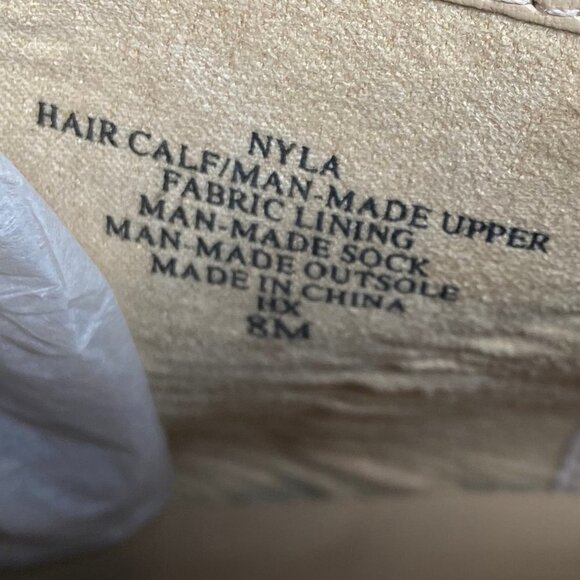 NYLA
HAIR CALF/MAN-MADE UPPER
FABRIC LINING
MAN-MADE SOCK
MAN-MADE OUTSOLE
MADE IN CHINA
HX
8M